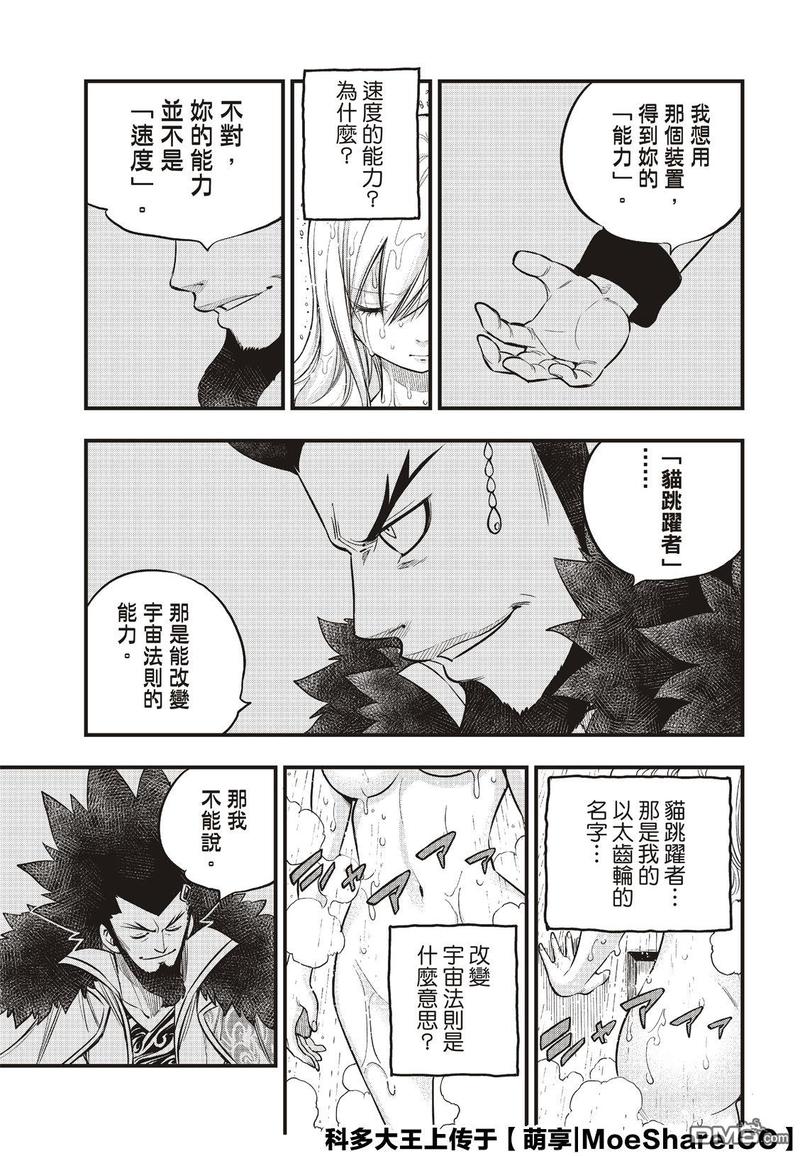 我想用
那個裝置，
得到妳的
「能力」。
速度的能力？
為什麼？
不對，
妳的能力
並不是
「速度」。
「貓跳躍者」
……
那是能改變
宇宙法則的
能力。
貓跳躍者…
那是我的
以太齒輪的
名字…
改變
宇宙法則是
什麼意思？
那我
不能說。
科多大王上传于【萌享|MoeShare.CC】